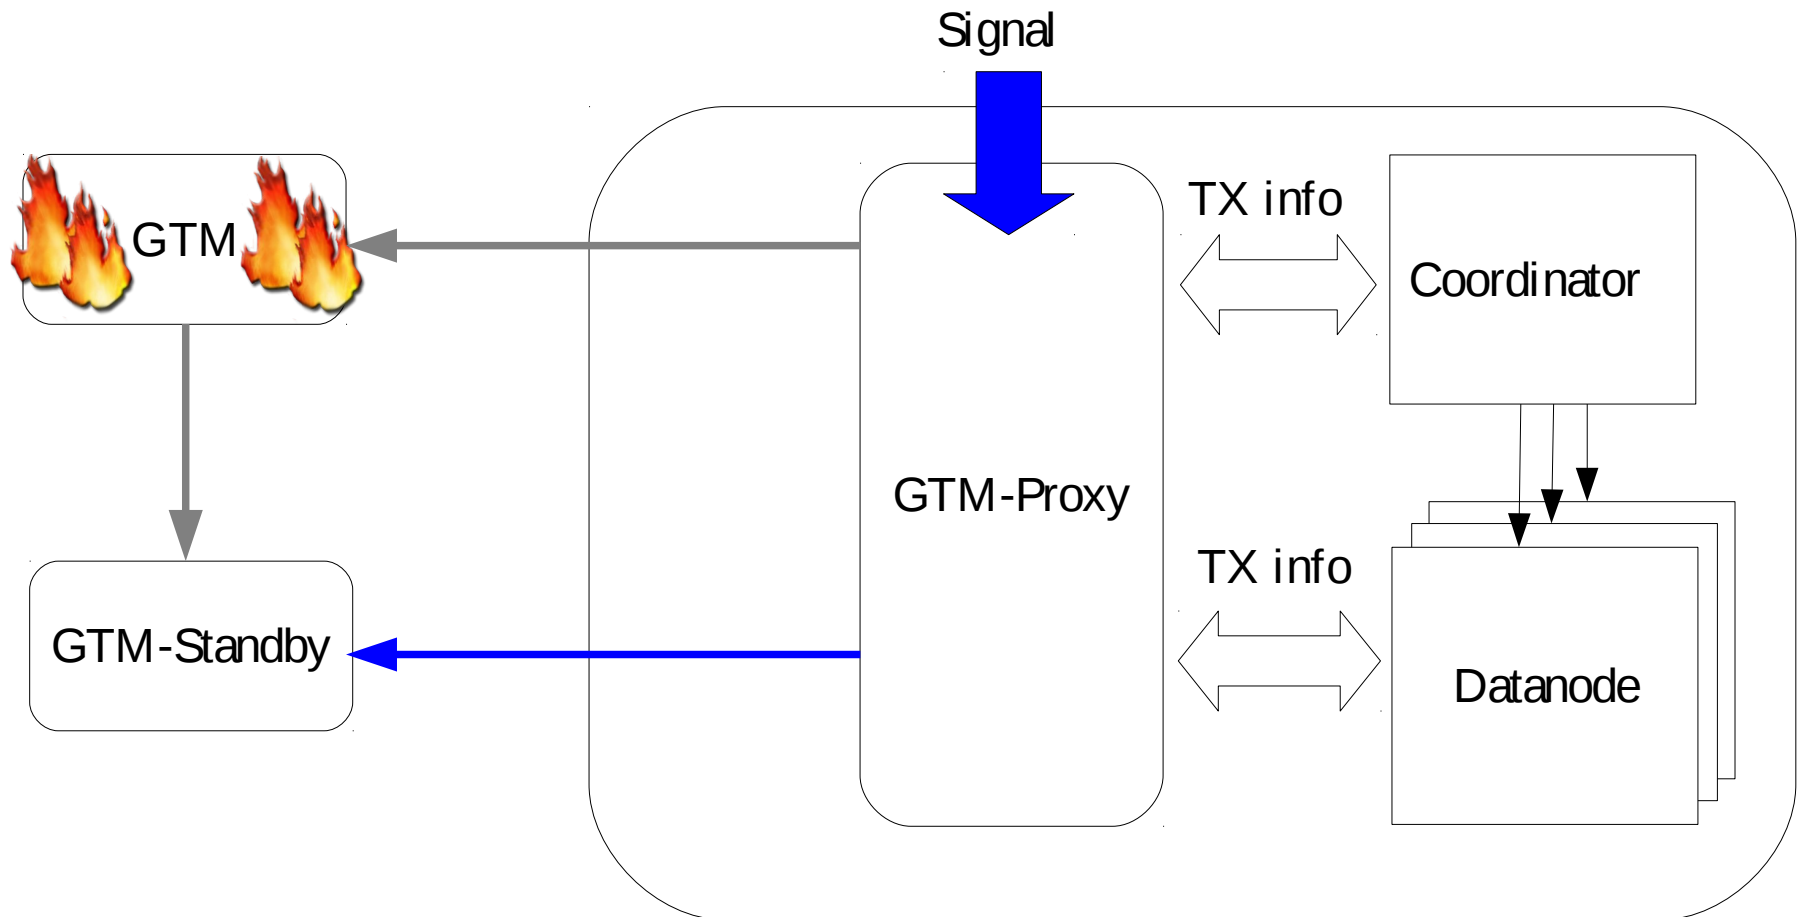 Signal
TX info
GTM
Coordinator
GTM-Proxy
TX info
GTM-Standby
Datanode